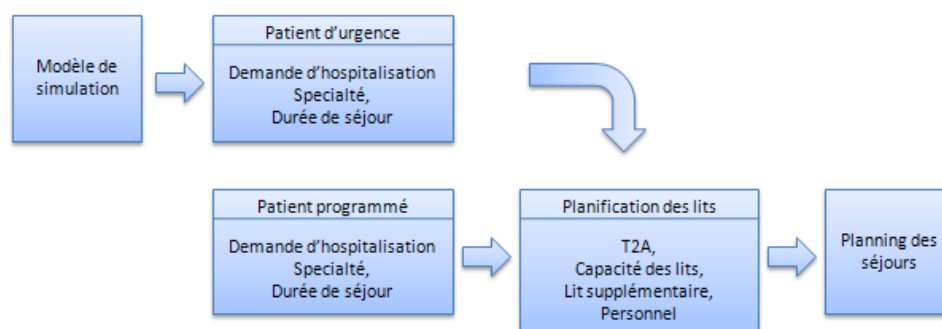 Modèle de
simulation
Patient d'urgence
Demande d'hospitalisation
Specialté,
Durée de séjour
Patient programmé
Demande d'hospitalisation
Specialté,
Durée de séjour
Planification des lits
T2A,
Capacité des lits,
Lit supplémentaire,
Personnel
Planning des
séjours